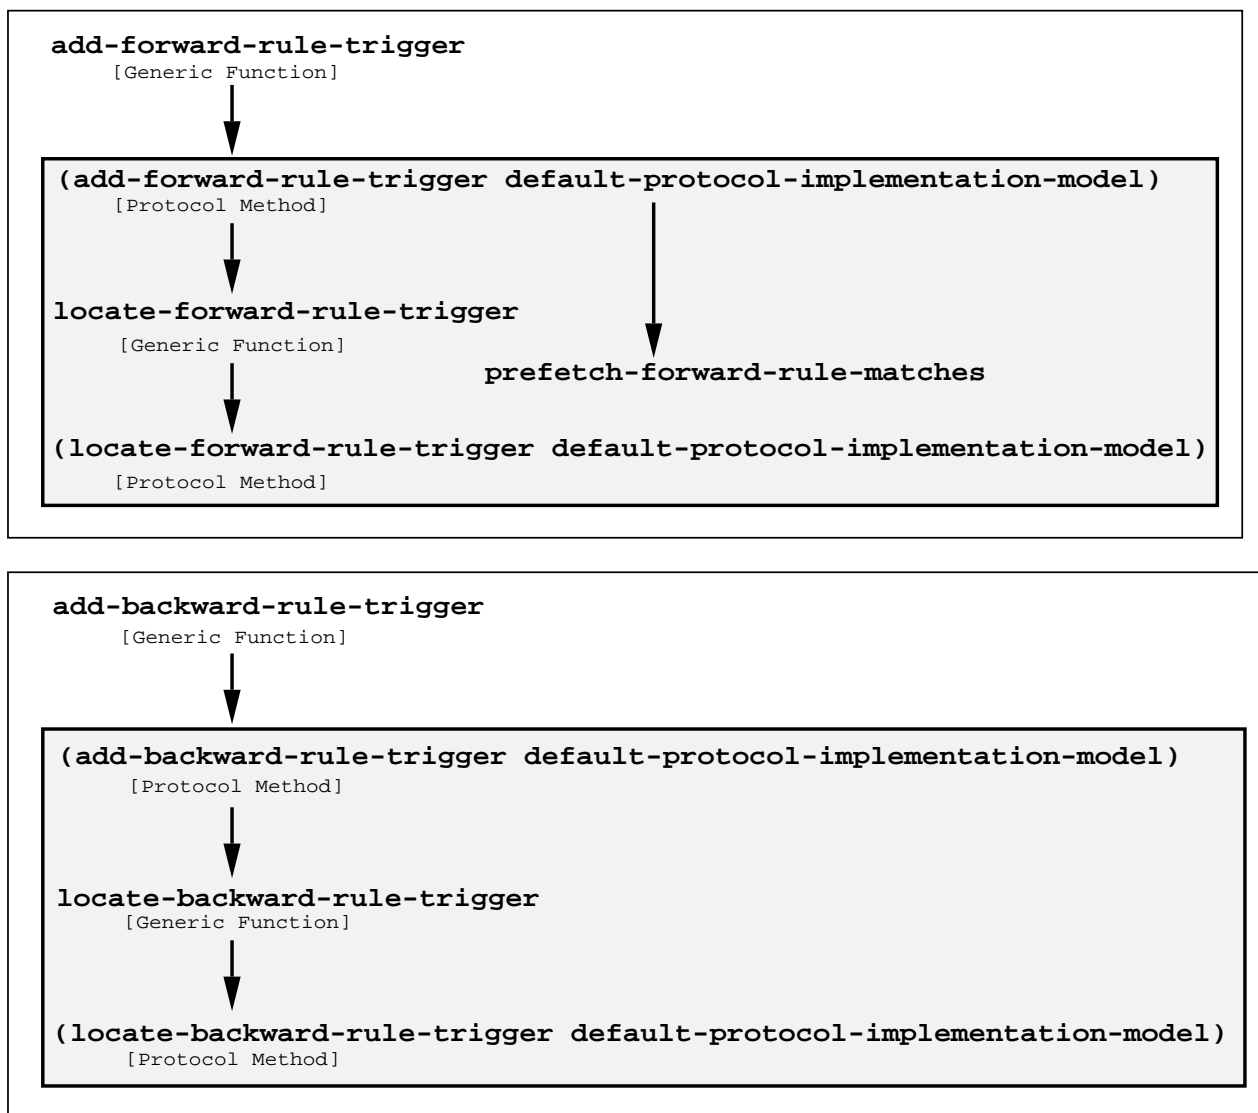 add-forward-rule-trigger
[Generic Function]
(add-forward-rule-trigger default-protocol-implementation-model)
[Protocol Method]
locate-forward-rule-trigger
[Generic Function]
prefetch-forward-rule-matches
(locate-forward-rule-trigger default-protocol-implementation-model)
[Protocol Method]
add-backward-rule-trigger
[Generic Function]
(add-backward-rule-trigger default-protocol-implementation-model)
[Protocol Method]
locate-backward-rule-trigger
[Generic Function]
(locate-backward-rule-trigger default-protocol-implementation-model)
[Protocol Method]